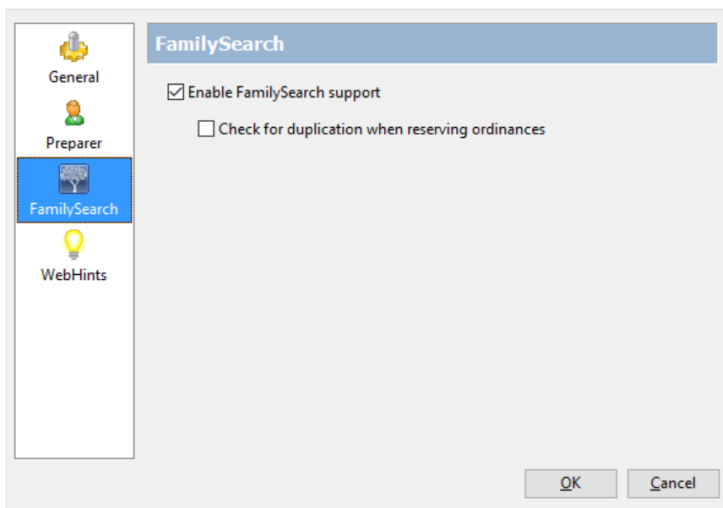 General
Preparer
FamilySearch
WebHints
FamilySearch
Enable FamilySearch support
Check for duplication when reserving ordinances
OK
Cancel